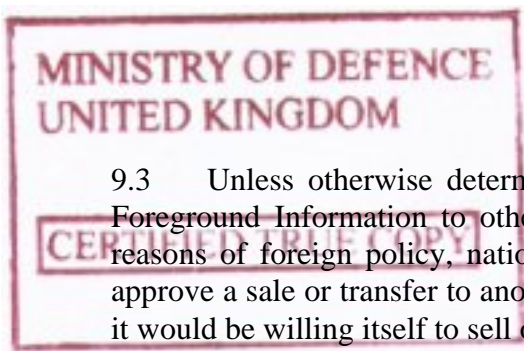 MINISTRY OF DEFENCE
UNITED KINGDOM
9.3 Unless otherwise determ
Foreground Information to oth
CERTIFIED TRUE COPY
reasons of foreign policy, natio
approve a sale or transfer to ano
it would be willing itself to sell